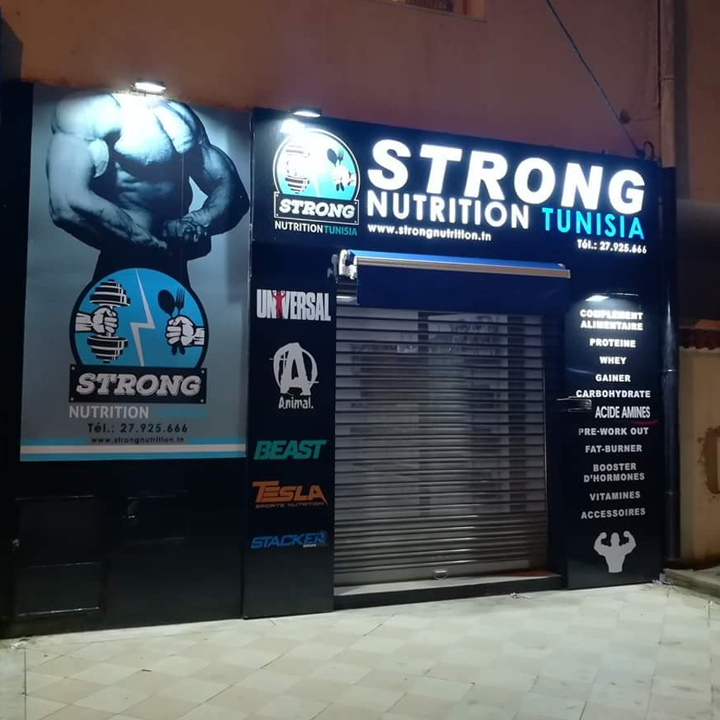 STRONG
NUTRITION TUNISIA
Tél.: 27.925.666
www.strongnutrition.tn
STRONG
NUTRITIONTUNISIA
STRONG
NUTRITION TUNISIA
www.strongnutrition.tn
Tél.: 27.925.666
UNIVERSAL
A
Animal.
BEAST
TESLA
SPORTS NUTRITION
STACKER
COMPLEMENT
ALIMENTAIRE
PROTEINE
WHEY
GAINER
CARBOHYDRATE
ACIDE AMINES
PRE-WORK OUT
FAT-BURNER
BOOSTER
D'HORMONES
VITAMINES
ACCESSOIRES